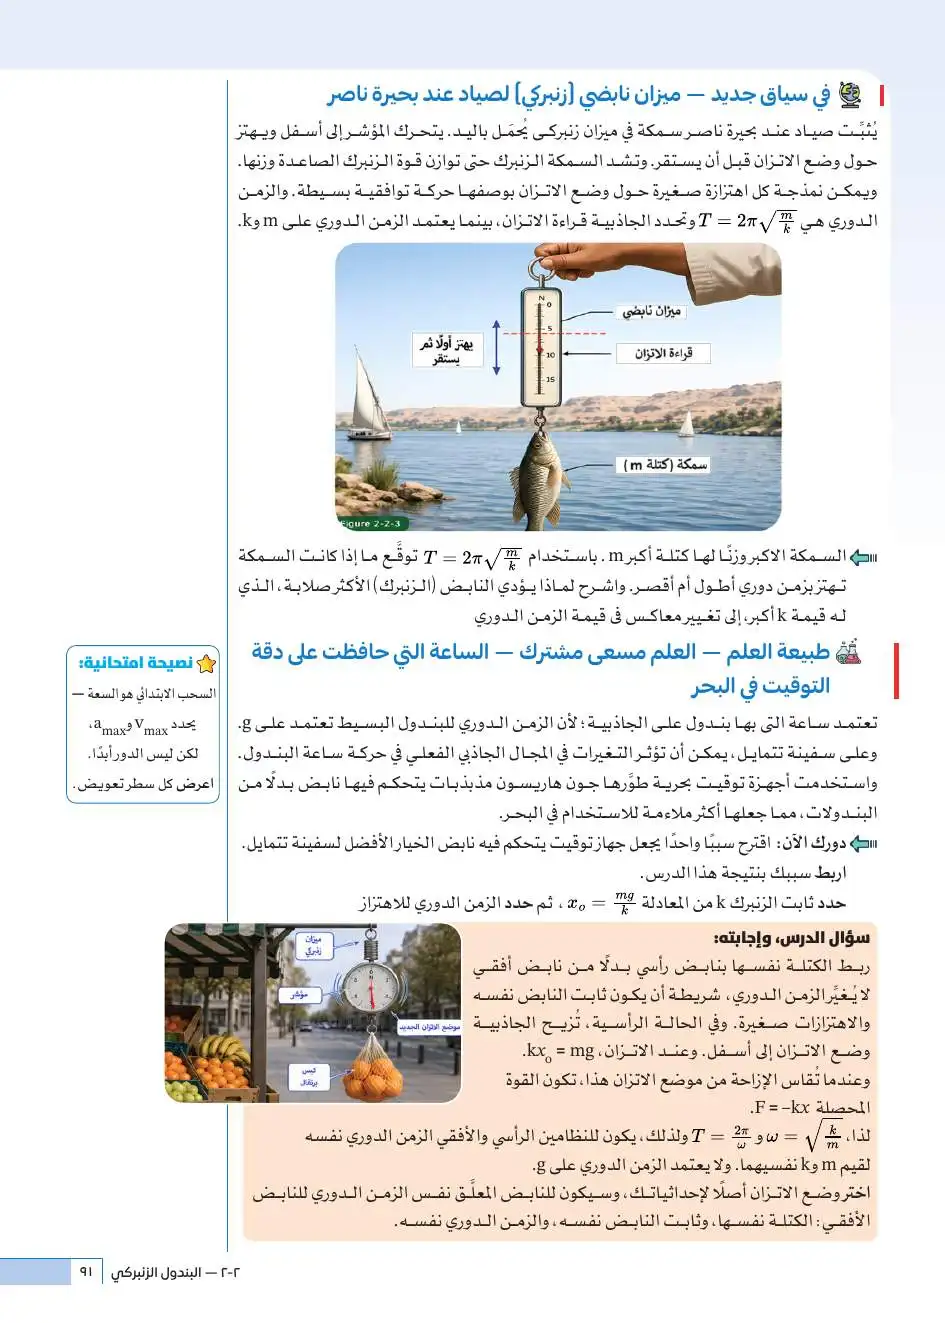 في سياق جديد — ميزان نابضي (زنبركي) لصياد عند بحيرة ناصر
يُثبِّت صياد عند بحيرة ناصر سمكة في ميزان زنبركى يُحمَل باليد. يتحرك المؤشر إلى أسفل ويهتز
حول وضع الاتزان قبل أن يستقر. وتشد السمكة الزنبرك حتى توازن قوة الزنبرك الصاعدة وزنها.
ويمكن نمذجة كل اهتزازة صغيرة حول وضع الاتزان بوصفها حركة توافقية بسيطة. والزمن
الدوري هي T = 2π√(m/k) وتحدد الجاذبية قراءة الاتزان، بينما يعتمد الزمن الدوري على m وk.
N
0
5
10
15
ميزان نابضي
قراءة الاتزان
يهتز أولًا ثم
يستقر
سمكة (كتلة m)
Figure 2-2-3
السمكة الاكبر وزنًا لها كتلة أكبر m. باستخدام T = 2π√(m/k) توقَّع ما إذا كانت السمكة
تهتز بزمن دوري أطول أم أقصر. واشرح لماذا يؤدي النابض (الزنبرك) الأكثر صلابة، الذي
له قيمة k أكبر، إلى تغيير معاكس فى قيمة الزمن الدوري
طبيعة العلم — العلم مسعى مشترك — الساعة التي حافظت على دقة
التوقيت في البحر
تعتمد ساعة التى بها بندول على الجاذبية؛ لأن الزمن الدوري للبندول البسيط تعتمد على g.
وعلى سفينة تتمايل، يمكن أن تؤثر التغيرات في المجال الجاذبي الفعلي في حركة ساعة البندول.
واستخدمت أجهزة توقيت بحرية طوَّرها جون هاريسون مذبذبات يتحكم فيها نابض بدلًا من
البندولات، مما جعلها أكثر ملاءمة للاستخدام في البحر.
دورك الآن: اقترح سببًا واحدًا يجعل جهاز توقيت يتحكم فيه نابض الخيار الأفضل لسفينة تتمايل.
اربط سببك بنتيجة هذا الدرس.
حدد ثابت الزنبرك k من المعادلة xₒ = mg/k ، ثم حدد الزمن الدوري للاهتزاز
نصيحة امتحانية:
السحب الابتدائي هو السعة —
يحدد vmax وamax،
لكن ليس الدور أبدًا.
اعرض كل سطر تعويض.
سؤال الدرس، وإجابته:
ربط الكتلة نفسها بنابض رأسي بدلًا من نابض أفقي
لا يُغيِّر الزمن الدوري، شريطة أن يكون ثابت النابض نفسه
والاهتزازات صغيرة. وفي الحالة الرأسية، تُزيح الجاذبية
وضع الاتزان إلى أسفل. وعند الاتزان، kxₒ = mg.
وعندما تُقاس الإزاحة من موضع الاتزان هذا، تكون القوة
المحصلة F = –kx.
لذا، ω = √(k/m) و T = 2π/ω ولذلك، يكون للنظامين الرأسي والأفقي الزمن الدوري نفسه
لقيم m وk نفسيهما. ولا يعتمد الزمن الدوري على g.
اختر وضع الاتزان أصلًا لإحداثياتك، وسيكون للنابض المعلَّق نفس الزمن الدوري للنابض
الأفقي: الكتلة نفسها، وثابت النابض نفسه، والزمن الدوري نفسه.
ميزان
زنبركي
مؤشر
موضع الاتزان الجديد
كيس
برتقال
٢-٢ — البندول الزنبركي ٩١